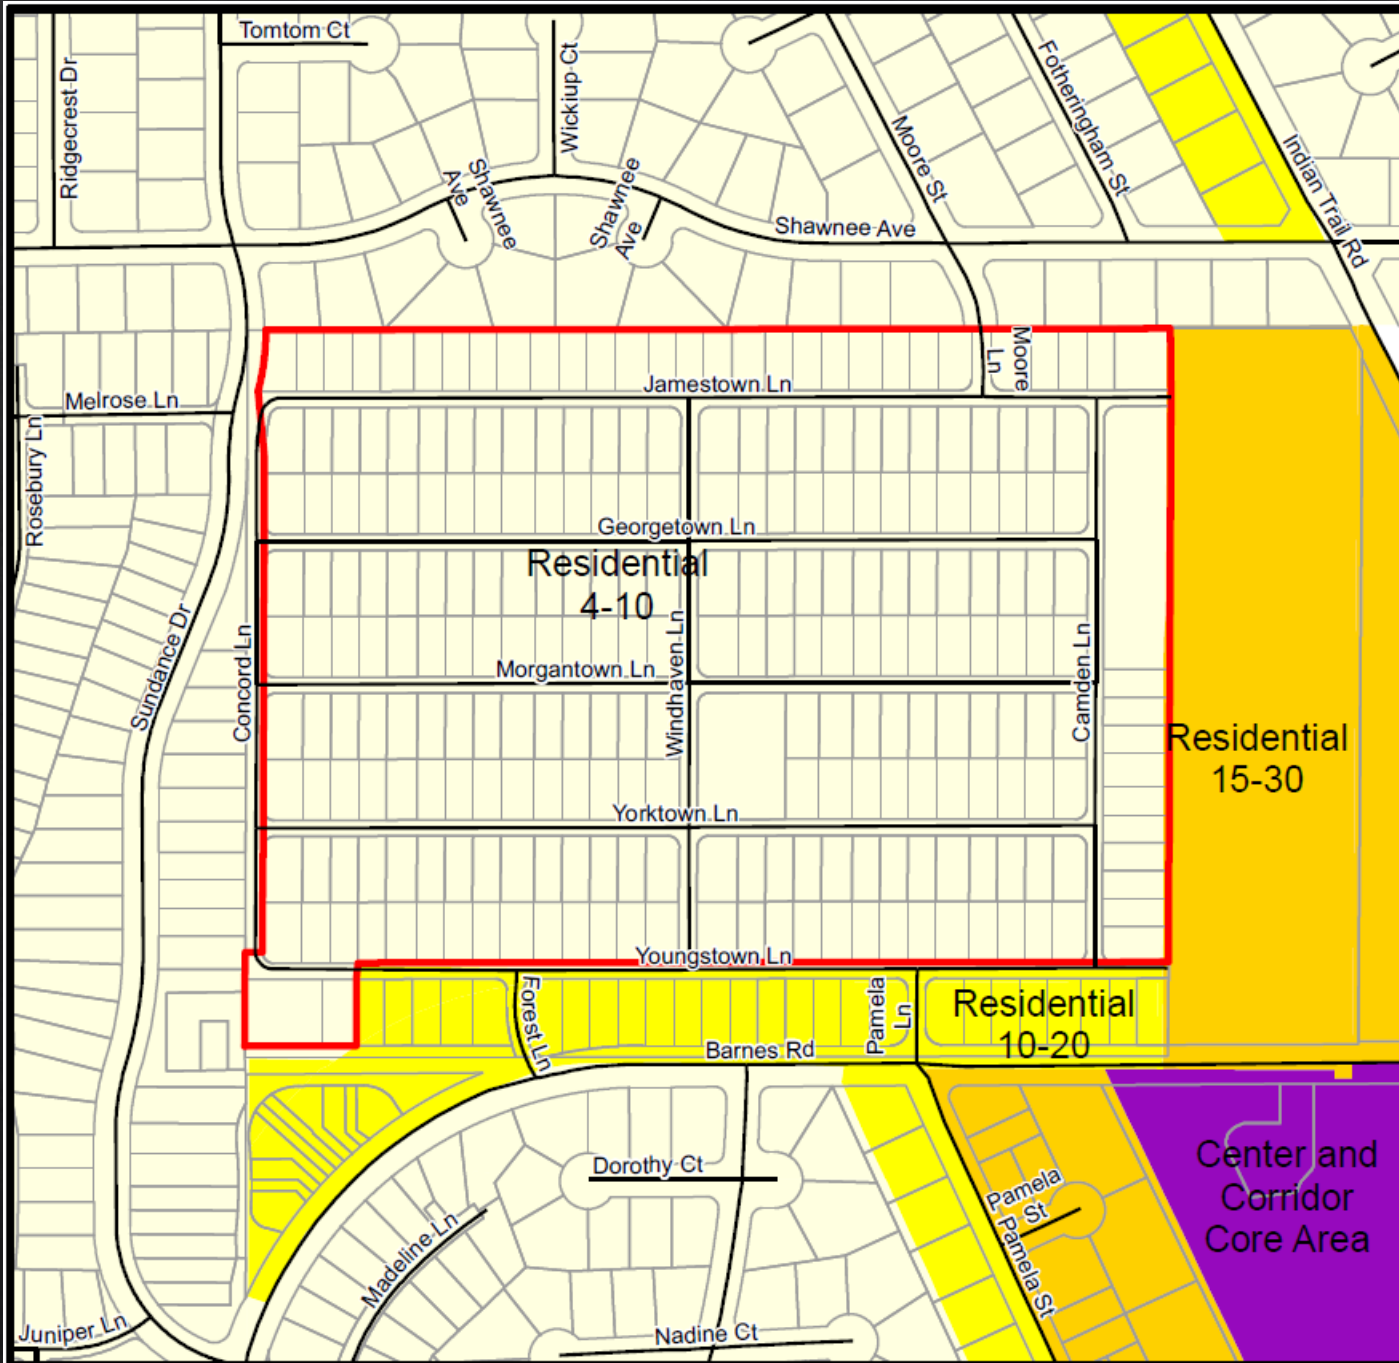 Tomtom Ct
Ridgecrest Dr
Wickiup Ct
Moore St
Fotheringham St
Indian Trail Rd
Shawnee
Ave
Shawnee
Ave
Shawnee Ave
Moore
Ln
Jamestown Ln
Melrose Ln
Rosebury Ln
Georgetown Ln
Residential
4-10
Sundance Dr
Concord Ln
Morgantown Ln
Windhaven Ln
Camden Ln
Residential
15-30
Yorktown Ln
Youngstown Ln
Forest Ln
Pamela
Ln
Residential
10-20
Barnes Rd
Dorothy Ct
Pamela
St
Pamela St
Center and
Corridor
Core Area
Madeline Ln
Juniper Ln
Nadine Ct